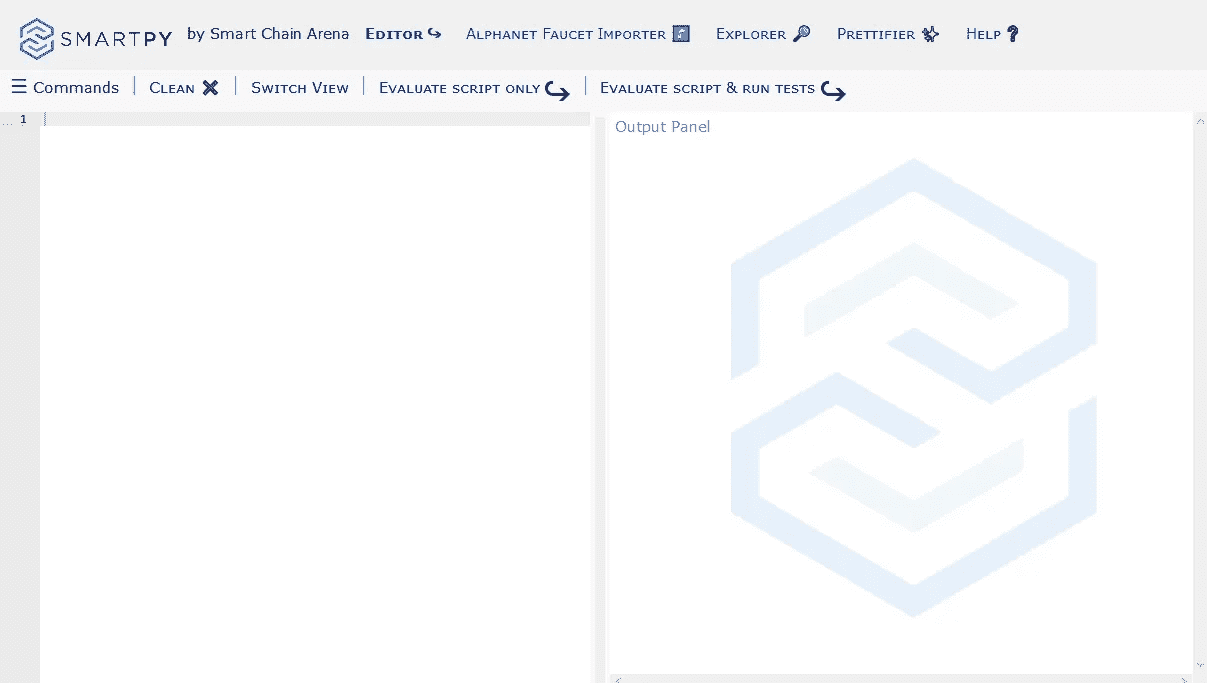 SMARTPY by Smart Chain Arena Editor Alphanet Faucet Importer Explorer Prettifier Help ?
☰ Commands Clean Switch View Evaluate script only Evaluate script & run tests
... 1
Output Panel